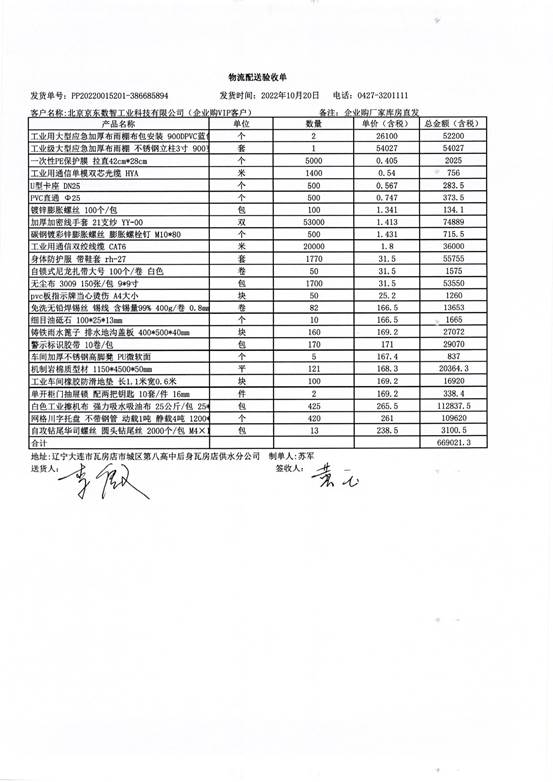 物流配送验收单
发货单号: PP20220015201-386685894 发货时间: 2022年10月20日 电话: 0427-3201111
客户名称:北京京东数智工业科技有限公司（企业购VIP客户） 备注: 企业购厂家库房直发
产品名称 单位 数量 单价（含税） 总金额（含税）
工业用大型应急加厚布雨棚布包安装 900DPVC蓝 个 2 26100 52200
工业级大型应急加厚布雨棚 不锈钢立柱3寸 900 套 1 54027 54027
一次性PE保护膜 拉直42cm*28cm 个 5000 0.405 2025
工业用通信单模双芯光缆 HYA 米 1400 0.54 756
U型卡座 DN25 个 500 0.567 283.5
PVC直通 Φ25 个 500 0.747 373.5
镀锌膨胀螺丝 100个/包 包 100 1.341 134.1
加厚加密线手套 21支纱 YY-00 双 53000 1.413 74889
碳钢镀彩锌膨胀螺丝 膨胀螺栓钉 M10*80 个 500 1.431 715.5
工业用通信双绞线缆 CAT6 米 20000 1.8 36000
身体防护服 带鞋套 rh-27 套 1770 31.5 55755
自锁式尼龙扎带大号 100个/卷 白色 卷 50 31.5 1575
无尘布 3009 150张/包 9*9寸 包 1700 31.5 53550
pvc板指示牌当心烫伤 A4大小 块 50 25.2 1260
免洗无铅焊锡丝 锡线 含锡量99% 400g/卷 0.8mm 卷 82 166.5 13653
细目油砥石 100*25*13mm 个 10 166.5 1665
铸铁雨水篦子 排水地沟盖板 400*500*40mm 块 160 169.2 27072
警示标识胶带 10卷/包 包 170 171 29070
车间加厚不锈钢高脚凳 PU微软面 个 5 167.4 837
机制岩棉质型材 1150*4500*50mm 平 121 168.3 20364.3
工业车间橡胶防滑地垫 长1.1米宽0.6米 块 100 169.2 16920
单开柜门抽屉锁 配两把钥匙 10套/件 16mm 件 2 169.2 338.4
白色工业擦机布 强力吸水吸油布 25公斤/包 25* 包 425 265.5 112837.5
网格川字托盘 不带钢管 动载1吨 静载4吨 1200* 个 420 261 109620
自攻钻尾华司螺丝 圆头钻尾丝 2000个/包 M4×1 包 13 238.5 3100.5
合计 669021.3
地址:辽宁大连市瓦房店市城区第八高中后身瓦房店供水分公司 制单人:苏军
送货人: 签收人: